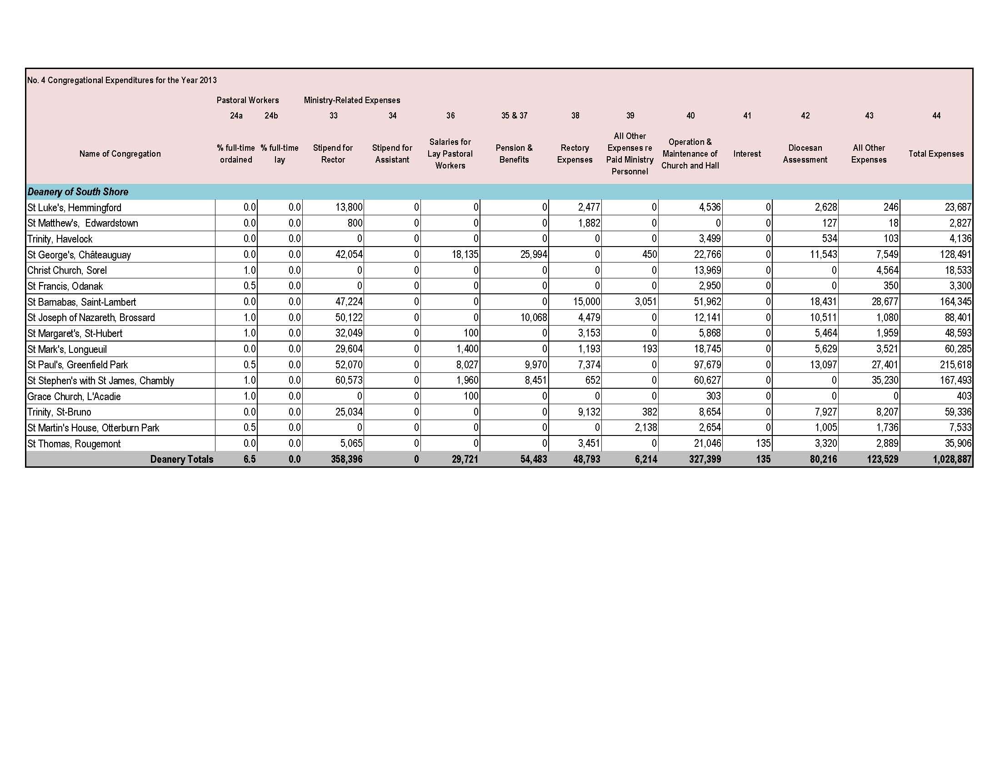 No. 4 Congregational Expenditures for the Year 2013
Pastoral Workers Ministry-Related Expenses
24a 24b 33 34 36 35 & 37 38 39 40 41 42 43 44
Name of Congregation % full-time ordained % full-time lay Stipend for Rector Stipend for Assistant Salaries for Lay Pastoral Workers Pension & Benefits Rectory Expenses All Other Expenses re Paid Ministry Personnel Operation & Maintenance of Church and Hall Interest Diocesan Assessment All Other Expenses Total Expenses
Deanery of South Shore
St Luke's, Hemmingford 0.0 0.0 13,800 0 0 0 2,477 0 4,536 0 2,628 246 23,687
St Matthew's, Edwardstown 0.0 0.0 800 0 0 0 1,882 0 0 0 127 18 2,827
Trinity, Havelock 0.0 0.0 0 0 0 0 0 0 3,499 0 534 103 4,136
St George's, Châteauguay 0.0 0.0 42,054 0 18,135 25,994 0 450 22,766 0 11,543 7,549 128,491
Christ Church, Sorel 1.0 0.0 0 0 0 0 0 0 13,969 0 0 4,564 18,533
St Francis, Odanak 0.5 0.0 0 0 0 0 0 0 2,950 0 0 350 3,300
St Barnabas, Saint-Lambert 0.0 0.0 47,224 0 0 0 15,000 3,051 51,962 0 18,431 28,677 164,345
St Joseph of Nazareth, Brossard 1.0 0.0 50,122 0 0 10,068 4,479 0 12,141 0 10,511 1,080 88,401
St Margaret's, St-Hubert 1.0 0.0 32,049 0 100 0 3,153 0 5,868 0 5,464 1,959 48,593
St Mark's, Longueuil 0.0 0.0 29,604 0 1,400 0 1,193 193 18,745 0 5,629 3,521 60,285
St Paul's, Greenfield Park 0.5 0.0 52,070 0 8,027 9,970 7,374 0 97,679 0 13,097 27,401 215,618
St Stephen's with St James, Chambly 1.0 0.0 60,573 0 1,960 8,451 652 0 60,627 0 0 35,230 167,493
Grace Church, L'Acadie 1.0 0.0 0 0 100 0 0 0 303 0 0 0 403
Trinity, St-Bruno 0.0 0.0 25,034 0 0 0 9,132 382 8,654 0 7,927 8,207 59,336
St Martin's House, Otterburn Park 0.5 0.0 0 0 0 0 0 2,138 2,654 0 1,005 1,736 7,533
St Thomas, Rougemont 0.0 0.0 5,065 0 0 0 3,451 0 21,046 135 3,320 2,889 35,906
Deanery Totals 6.5 0.0 358,396 0 29,721 54,483 48,793 6,214 327,399 135 80,216 123,529 1,028,887